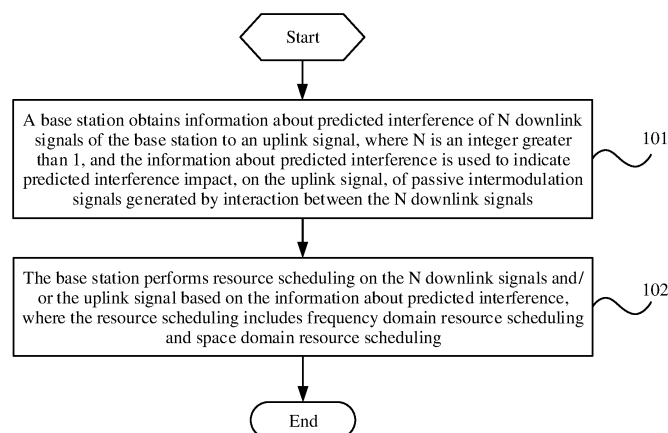 Start
A base station obtains information about predicted interference of N downlink
signals of the base station to an uplink signal, where N is an integer greater
than 1, and the information about predicted interference is used to indicate
predicted interference impact, on the uplink signal, of passive intermodulation
signals generated by interaction between the N downlink signals
101
The base station performs resource scheduling on the N downlink signals and/
or the uplink signal based on the information about predicted interference,
where the resource scheduling includes frequency domain resource scheduling
and space domain resource scheduling
102
End